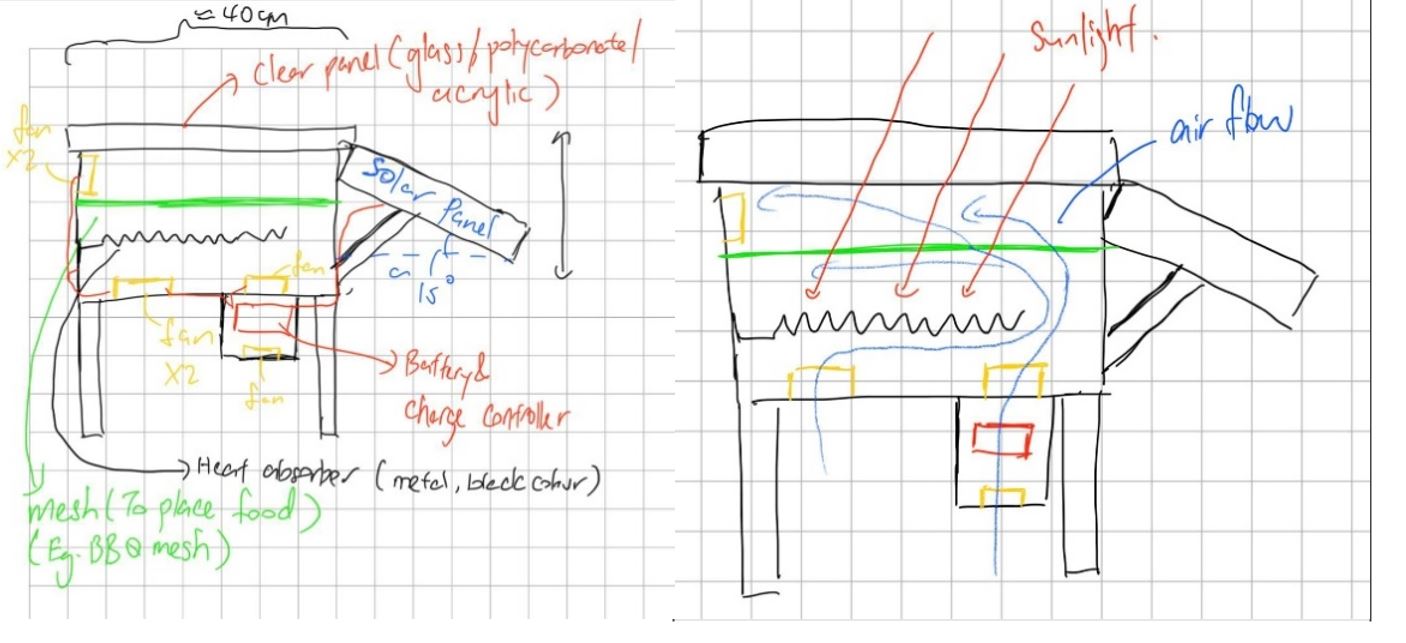 ≈ 40cm
Clear panel (glass/polycarbonate/
acrylic)
fan
x2
Solar Panel
15°
fan
fan
x2
fan
Battery &
Charge Controller
Heat absorber (metal, black colour)
mesh (To place food)
(Eg. BBQ mesh)
Sunlight.
air flow